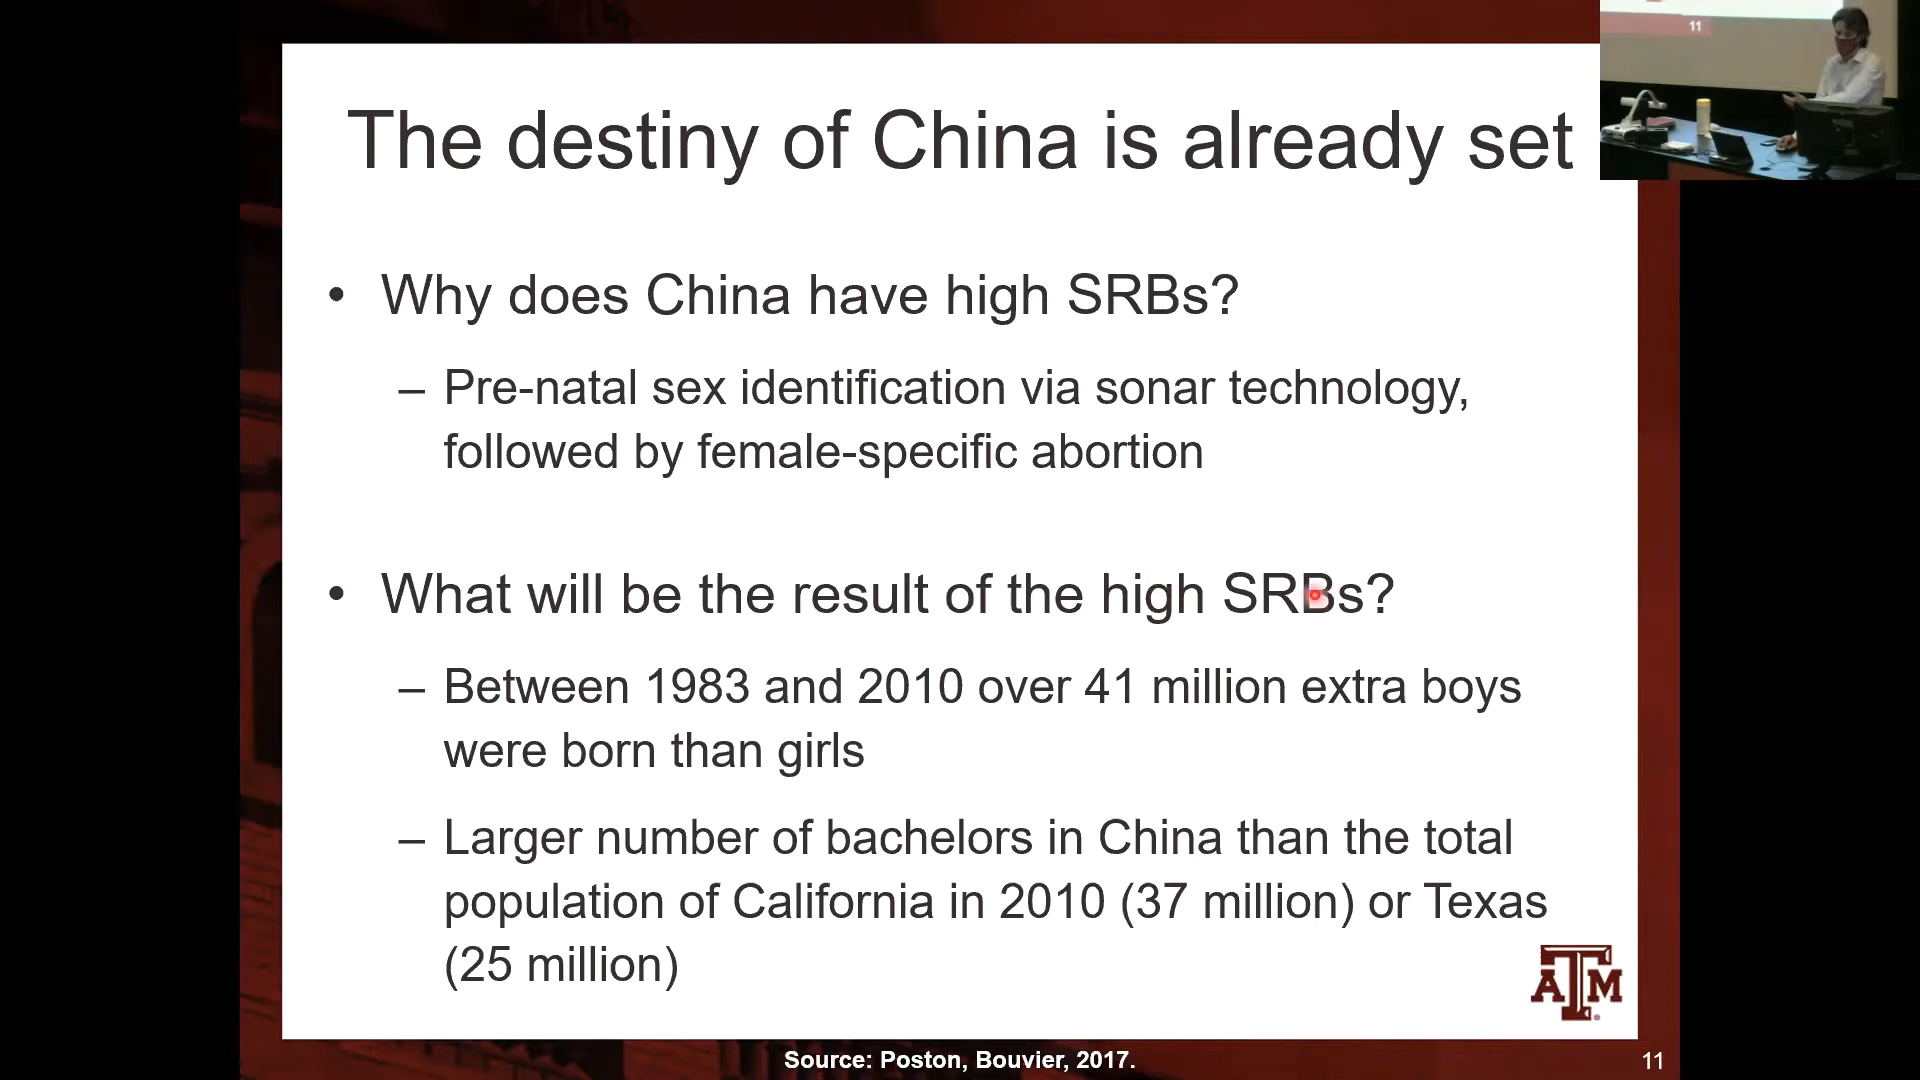 11
The destiny of China is already set
• Why does China have high SRBs?
– Pre-natal sex identification via sonar technology,
followed by female-specific abortion
• What will be the result of the high SRBs?
– Between 1983 and 2010 over 41 million extra boys
were born than girls
– Larger number of bachelors in China than the total
population of California in 2010 (37 million) or Texas
(25 million)
ATM
Source: Poston, Bouvier, 2017.
11